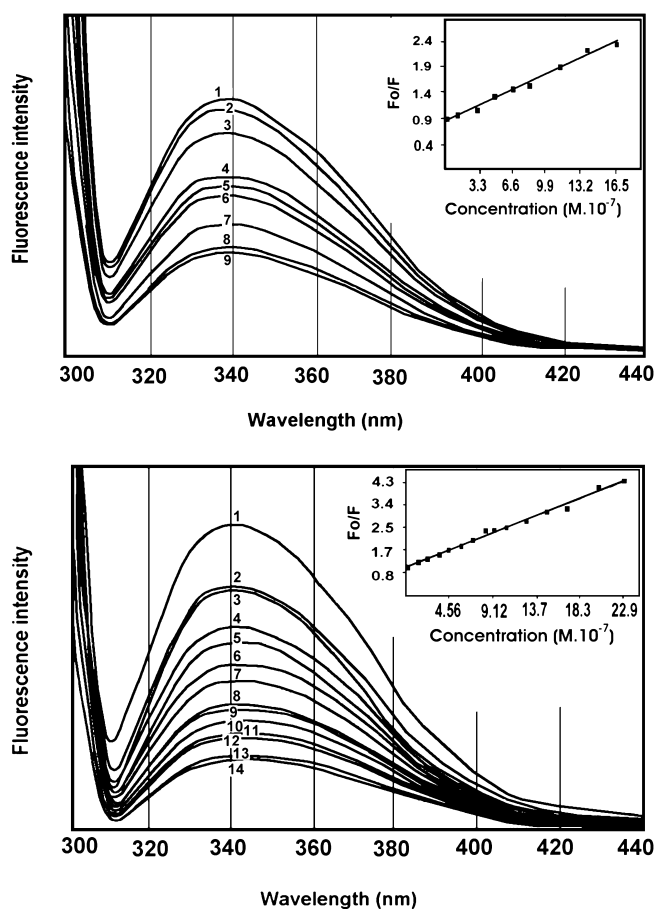 Fluorescence intensity
1
2
3
4
5
6
7
8
9
Fo/F
2.4
1.9
1.4
0.9
0.4
3.3 6.6 9.9 13.2 16.5
Concentration (M.10-7)
300 320 340 360 380 400 420 440
Wavelength (nm)
Fluorescence intensity
1
2
3
4
5
6
7
8
9
10 11
12
13
14
Fo/F
4.3
3.4
2.5
1.7
0.8
4.56 9.12 13.7 18.3 22.9
Concentration (M.10-7)
300 320 340 360 380 400 420 440
Wavelength (nm)